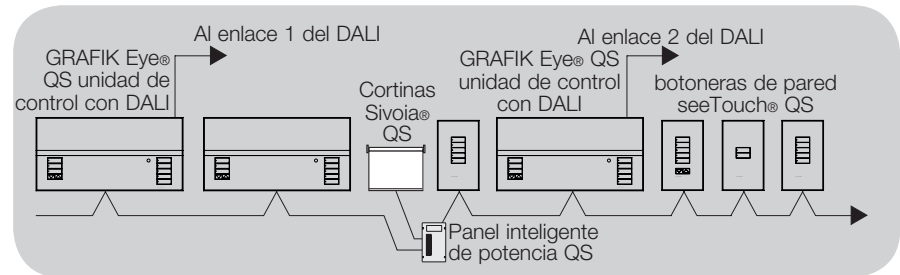 Al enlace 1 del DALI
GRAFIK Eye®
QS unidad de
control con DALI
Cortinas
Sivoia®
QS
Al enlace 2 del DALI
GRAFIK Eye® QS
unidad de control
con DALI
botoneras de pared
seeTouch® QS
Panel inteligente
de potencia QS